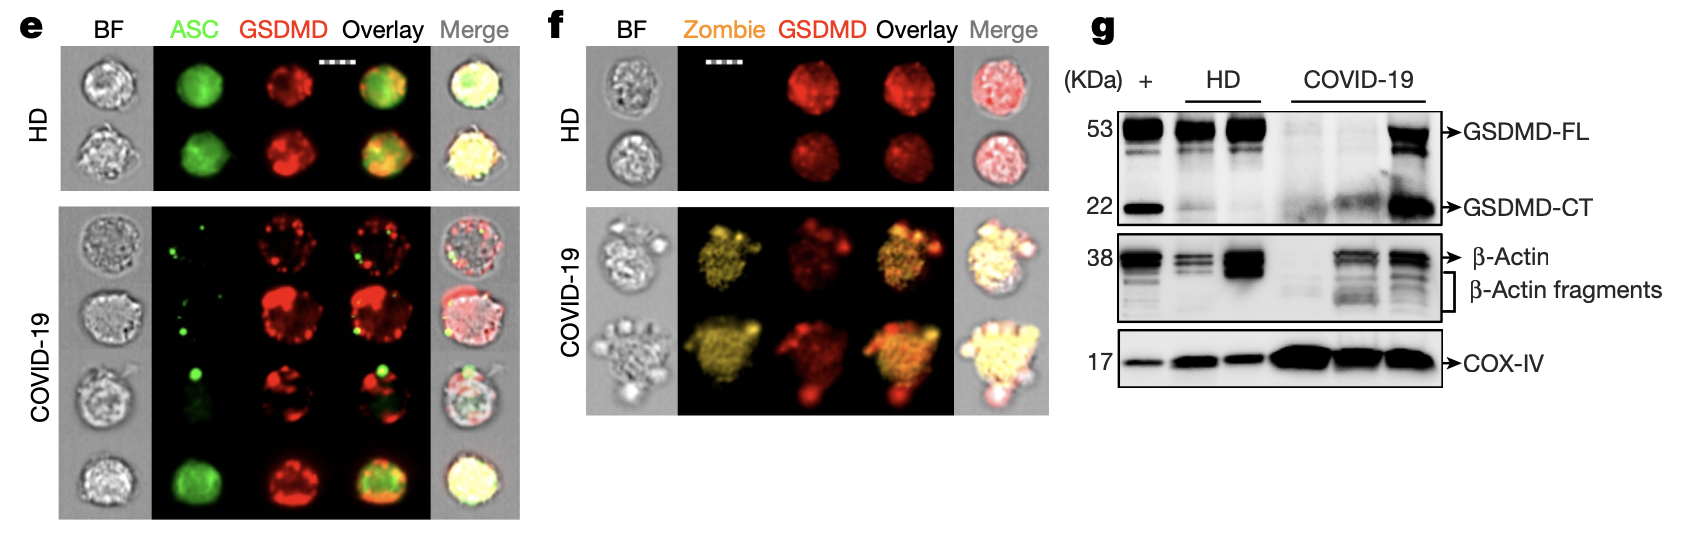 e
BF ASC GSDMD Overlay Merge
HD
COVID-19
f
BF Zombie GSDMD Overlay Merge
HD
COVID-19
g
(KDa) + HD COVID-19
53 GSDMD-FL
22 GSDMD-CT
38 β-Actin
β-Actin fragments
17 COX-IV